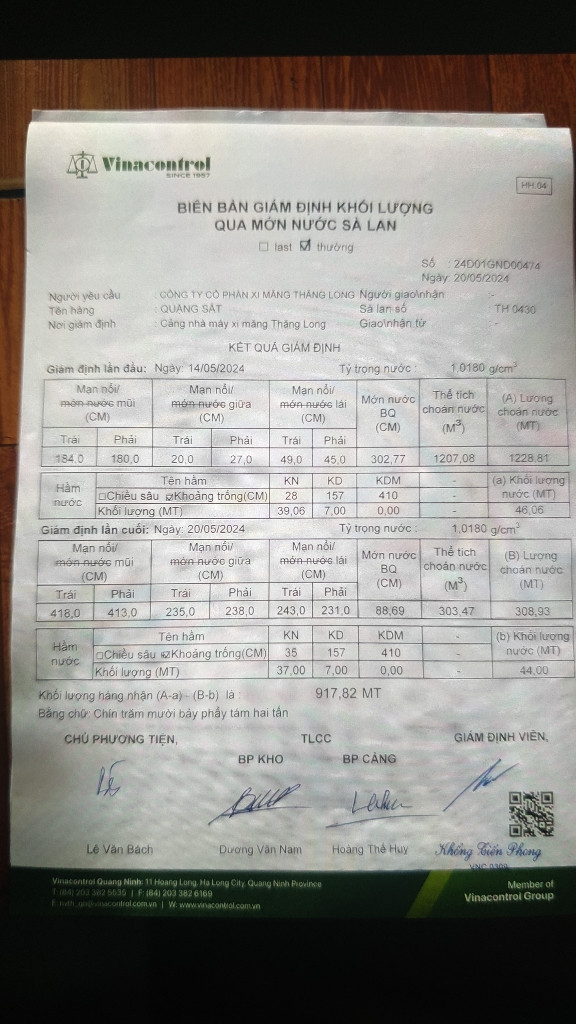 Vinacontrol
SINCE 1957
HH.04
BIÊN BẢN GIÁM ĐỊNH KHỐI LƯỢNG
QUA MỚN NƯỚC SÀ LAN
☐ last ☑ thường
Số : 24D01GND00474
Ngày: 20/05/2024
Người yêu cầu : CÔNG TY CỔ PHẦN XI MĂNG THĂNG LONG Người giao\nhận -
Tên hàng : QUẶNG SẮT Sà lan số TH 0430
Nơi giám định : Cảng nhà máy xi măng Thăng Long Giao\nhận từ -
KẾT QUẢ GIÁM ĐỊNH
Giám định lần đầu: Ngày: 14/05/2024 Tỷ trọng nước : 1,0180 g/cm³
Mạn nổi/ Mạn nổi/ Mạn nổi/ Mớn nước Thể tích (A) Lượng
mớn nước mũi mớn nước giữa mớn nước lái BQ choán nước choán nước
(CM) (CM) (CM) (CM) (M³) (MT)
Trái Phải Trái Phải Trái Phải
184,0 180,0 20,0 27,0 49,0 45,0 302,77 1207,08 1228,81
Hầm nước Tên hầm KN KD KDM - (a) Khối lượng
☐Chiều sâu ☑Khoảng trống(CM) 28 157 410 - nước (MT)
Khối lượng (MT) 39,06 7,00 0,00 - 46,06
Giám định lần cuối: Ngày: 20/05/2024 Tỷ trọng nước : 1,0180 g/cm³
Mạn nổi/ Mạn nổi/ Mạn nổi/ Mớn nước Thể tích (B) Lượng
mớn nước mũi mớn nước giữa mớn nước lái BQ choán nước choán nước
(CM) (CM) (CM) (CM) (M³) (MT)
Trái Phải Trái Phải Trái Phải
418,0 413,0 235,0 238,0 243,0 231,0 88,69 303,47 308,93
Hầm nước Tên hầm KN KD KDM - (b) Khối lượng
☐Chiều sâu ☑Khoảng trống(CM) 35 157 410 - nước (MT)
Khối lượng (MT) 37,00 7,00 0,00 - 44,00
Khối lượng hàng nhận (A-a) - (B-b) là : 917,82 MT
Bằng chữ: Chín trăm mười bảy phẩy tám hai tấn
CHỦ PHƯƠNG TIỆN, TLCC GIÁM ĐỊNH VIÊN,
BP KHO BP CẢNG
Lê Văn Bách Dương Văn Nam Hoàng Thế Huy Khổng Tiến Phong
VNC 0309
Vinacontrol Quang Ninh: 11 Hoang Long, Ha Long City, Quang Ninh Province
T: (84) 203 382 5535 | F: (84) 203 382 6169
W: www.vinacontrol.com.vn
Member of
Vinacontrol Group